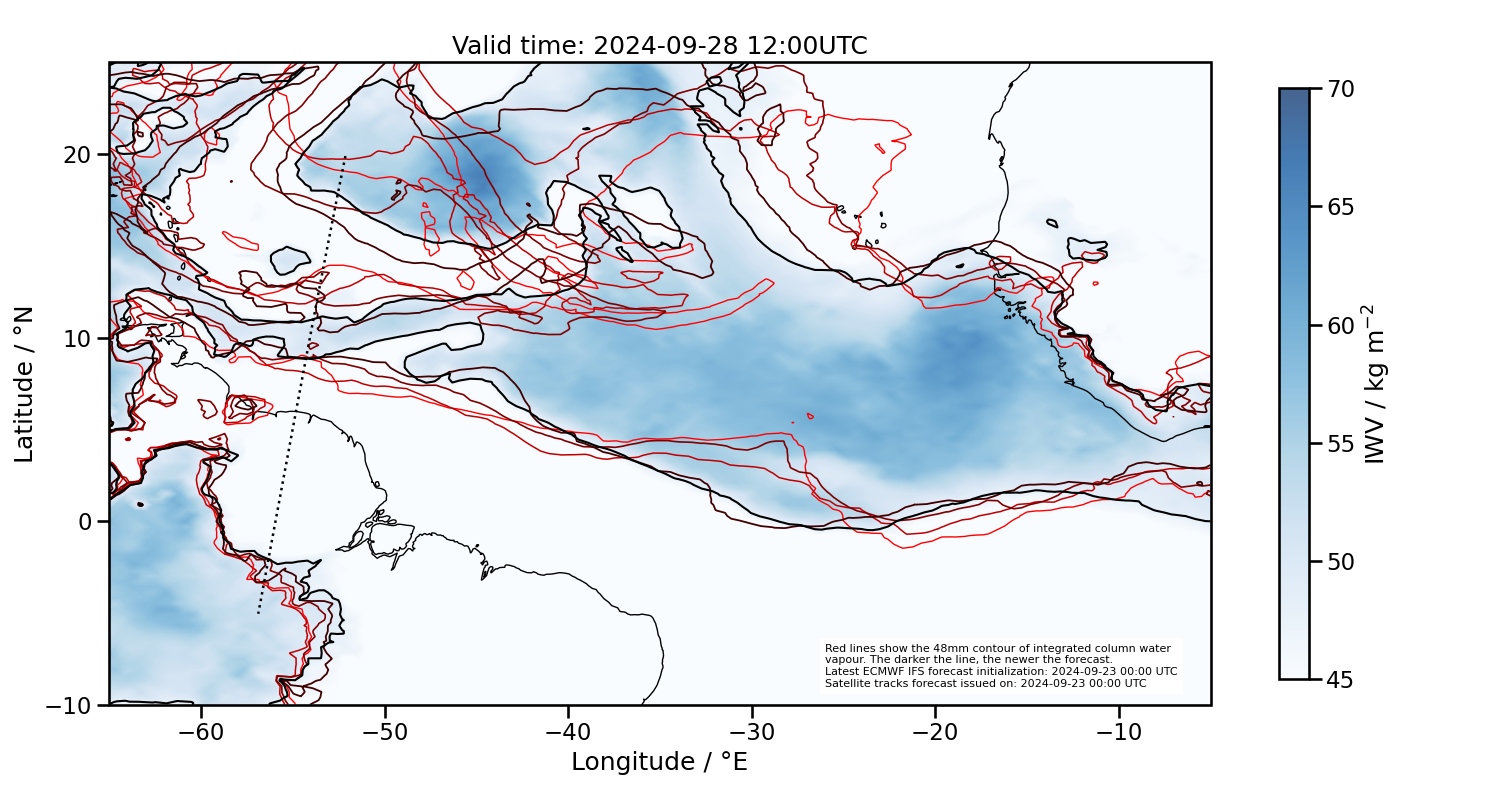 Valid time: 2024-09-28 12:00UTC
Latitude / °N
20
10
0
−10
−60
−50
−40
−30
−20
−10
Longitude / °E
Red lines show the 48mm contour of integrated column water
vapour. The darker the line, the newer the forecast.
Latest ECMWF IFS forecast initialization: 2024-09-23 00:00 UTC
Satellite tracks forecast issued on: 2024-09-23 00:00 UTC
70
65
60
55
50
45
IWV / kg m⁻²